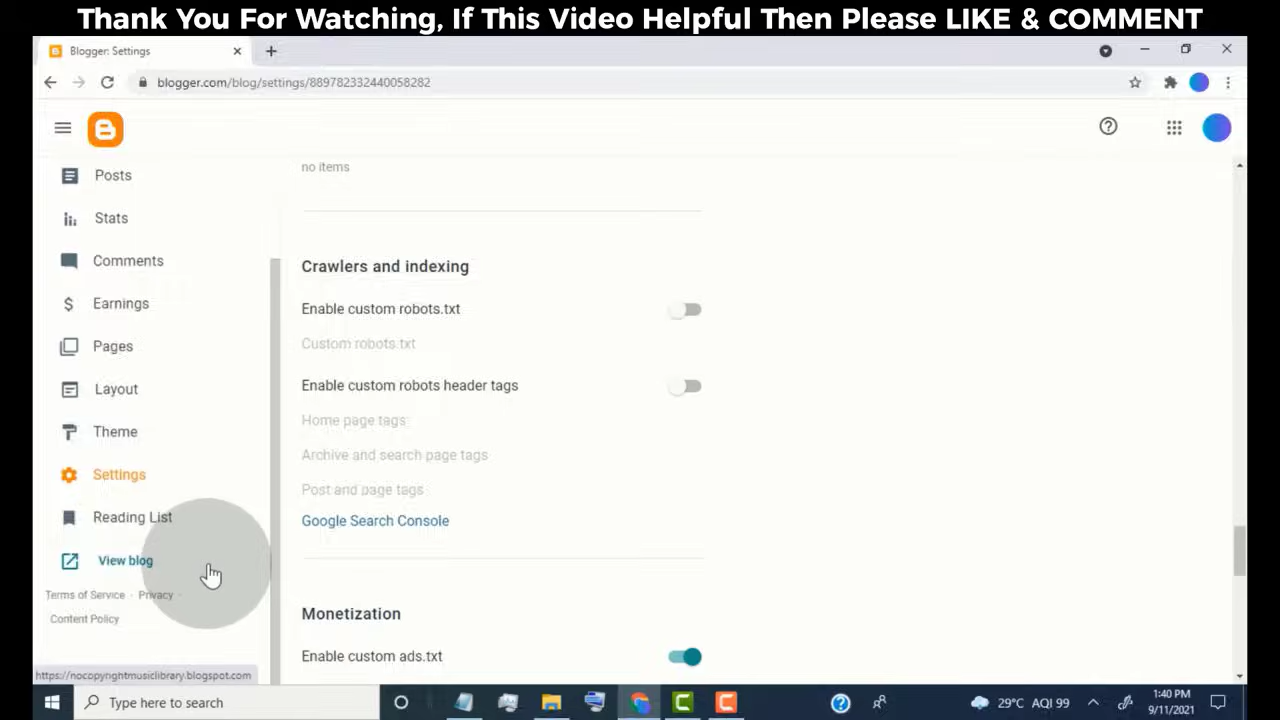 Thank You For Watching, If This Video Helpful Then Please LIKE & COMMENT
Blogger: Settings
blogger.com/blog/settings/889782332440058282
no items
Posts
Stats
Comments
Earnings
Pages
Layout
Theme
Settings
Reading List
View blog
Terms of Service · Privacy ·
Content Policy
Crawlers and indexing
Enable custom robots.txt
Custom robots.txt
Enable custom robots header tags
Home page tags
Archive and search page tags
Post and page tags
Google Search Console
Monetization
Enable custom ads.txt
https://nocopyrightmusiclibrary.blogspot.com
Type here to search
29°C AQI 99
1:40 PM
9/11/2021